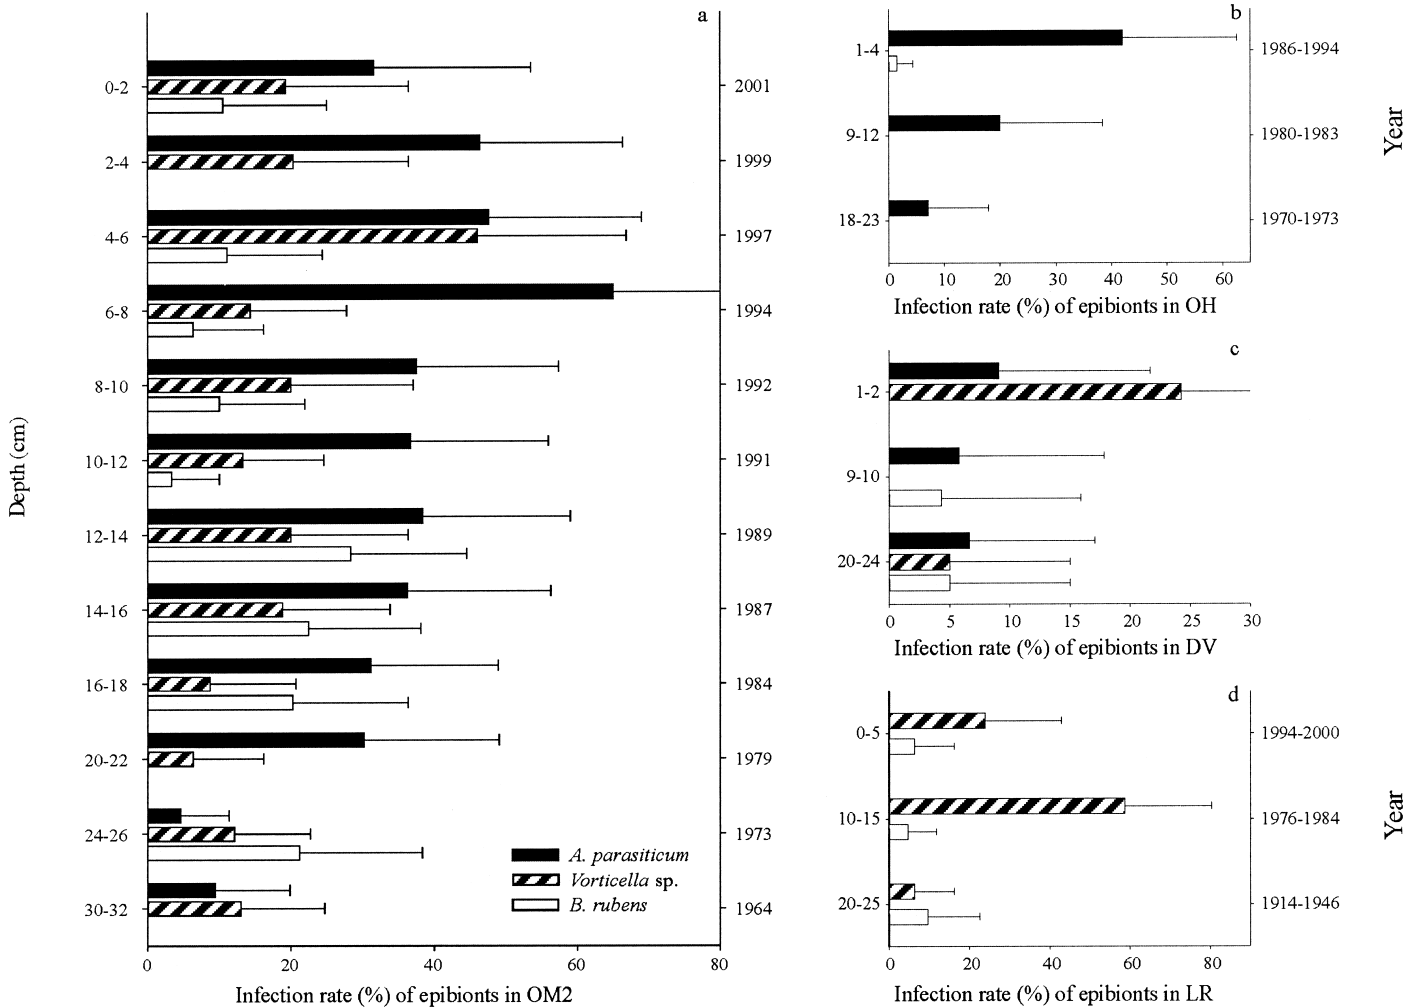 a
Depth (cm)
0-2
2001
2-4
1999
4-6
1997
6-8
1994
8-10
1992
10-12
1991
12-14
1989
14-16
1987
16-18
1984
20-22
1979
24-26
1973
30-32
1964
A. parasiticum
Vorticella sp.
B. rubens
0 20 40 60 80
Infection rate (%) of epibionts in OM2
b
1-4
1986-1994
9-12
1980-1983
18-23
1970-1973
Year
0 10 20 30 40 50 60
Infection rate (%) of epibionts in OH
c
1-2
9-10
20-24
0 5 10 15 20 25 30
Infection rate (%) of epibionts in DV
d
0-5
1994-2000
10-15
1976-1984
20-25
1914-1946
Year
0 20 40 60 80
Infection rate (%) of epibionts in LR